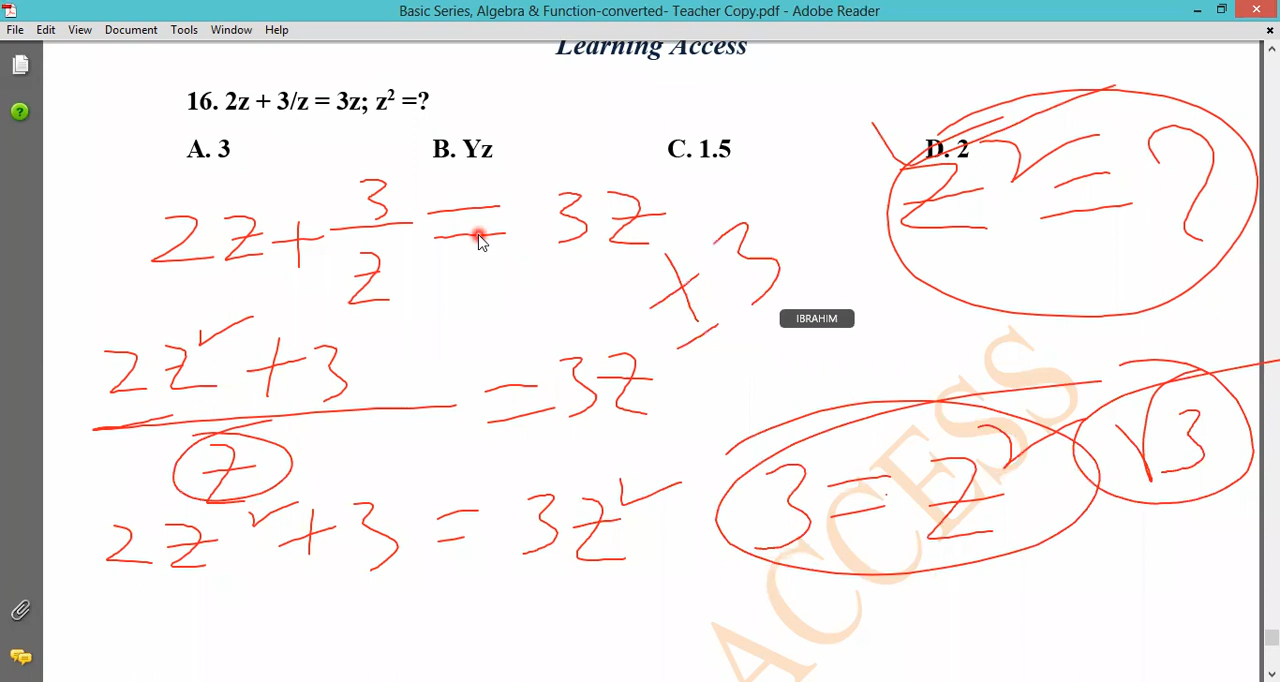 Basic Series, Algebra & Function-converted- Teacher Copy.pdf - Adobe Reader
File Edit View Document Tools Window Help
Learning Access
16. 2z + 3/z = 3z; z² =?
A. 3 B. Yz C. 1.5 D. 2
z² = ?
2z + 3/z = 3z
× 3
IBRAHIM
2z² + 3 / z = 3z
√3
3 = z²
2z² + 3 = 3z²
ACCESS